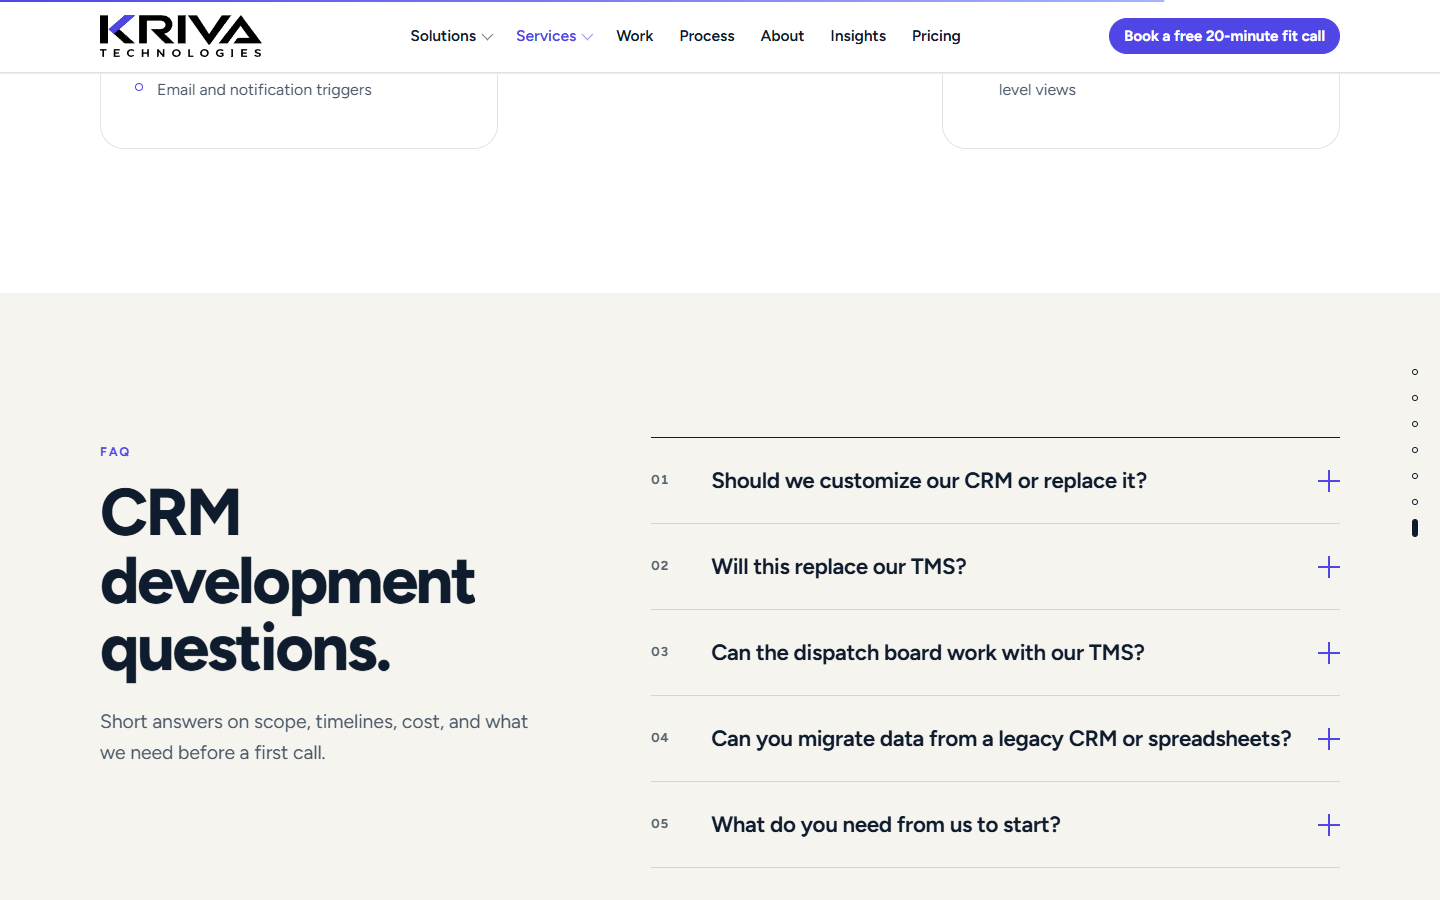 KRIVA
TECHNOLOGIES
Solutions
Services
Work
Process
About
Insights
Pricing
Book a free 20-minute fit call
Email and notification triggers
level views
FAQ
CRM
development
questions.
Short answers on scope, timelines, cost, and what
we need before a first call.
01 Should we customize our CRM or replace it?
02 Will this replace our TMS?
03 Can the dispatch board work with our TMS?
04 Can you migrate data from a legacy CRM or spreadsheets?
05 What do you need from us to start?